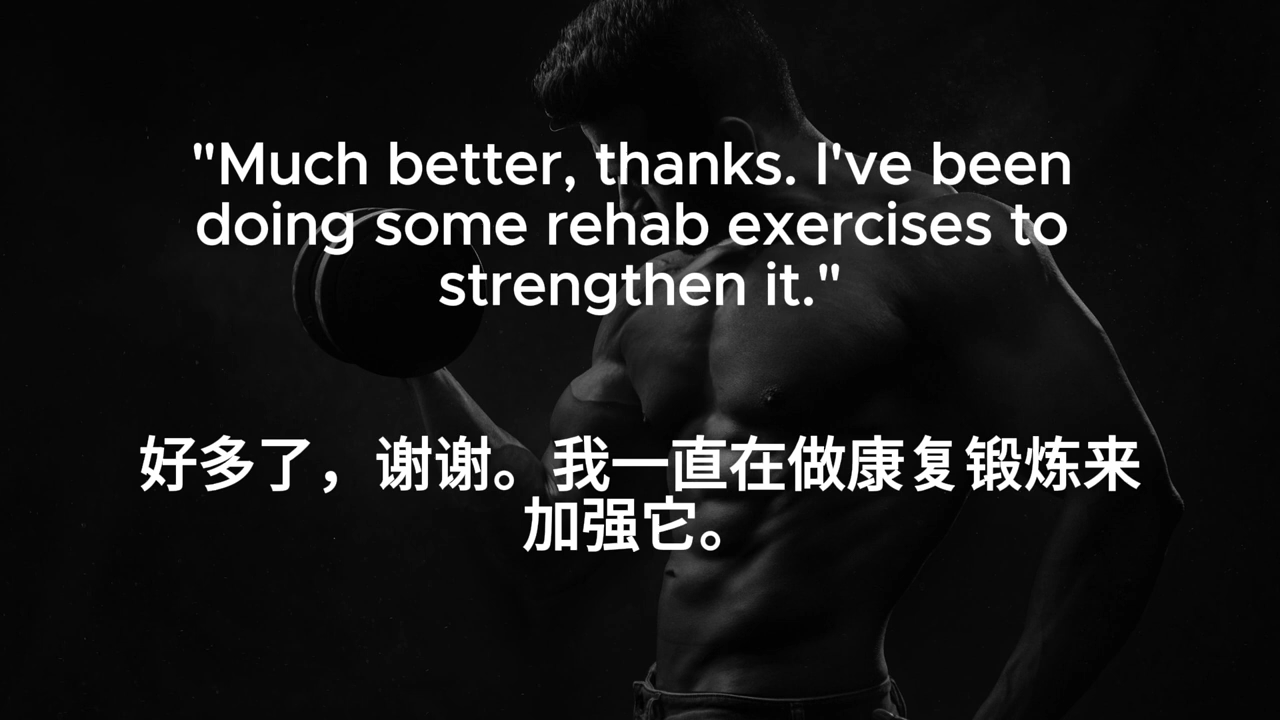 "Much better, thanks. I've been
doing some rehab exercises to
strengthen it."
好多了，谢谢。我一直在做康复锻炼来
加强它。